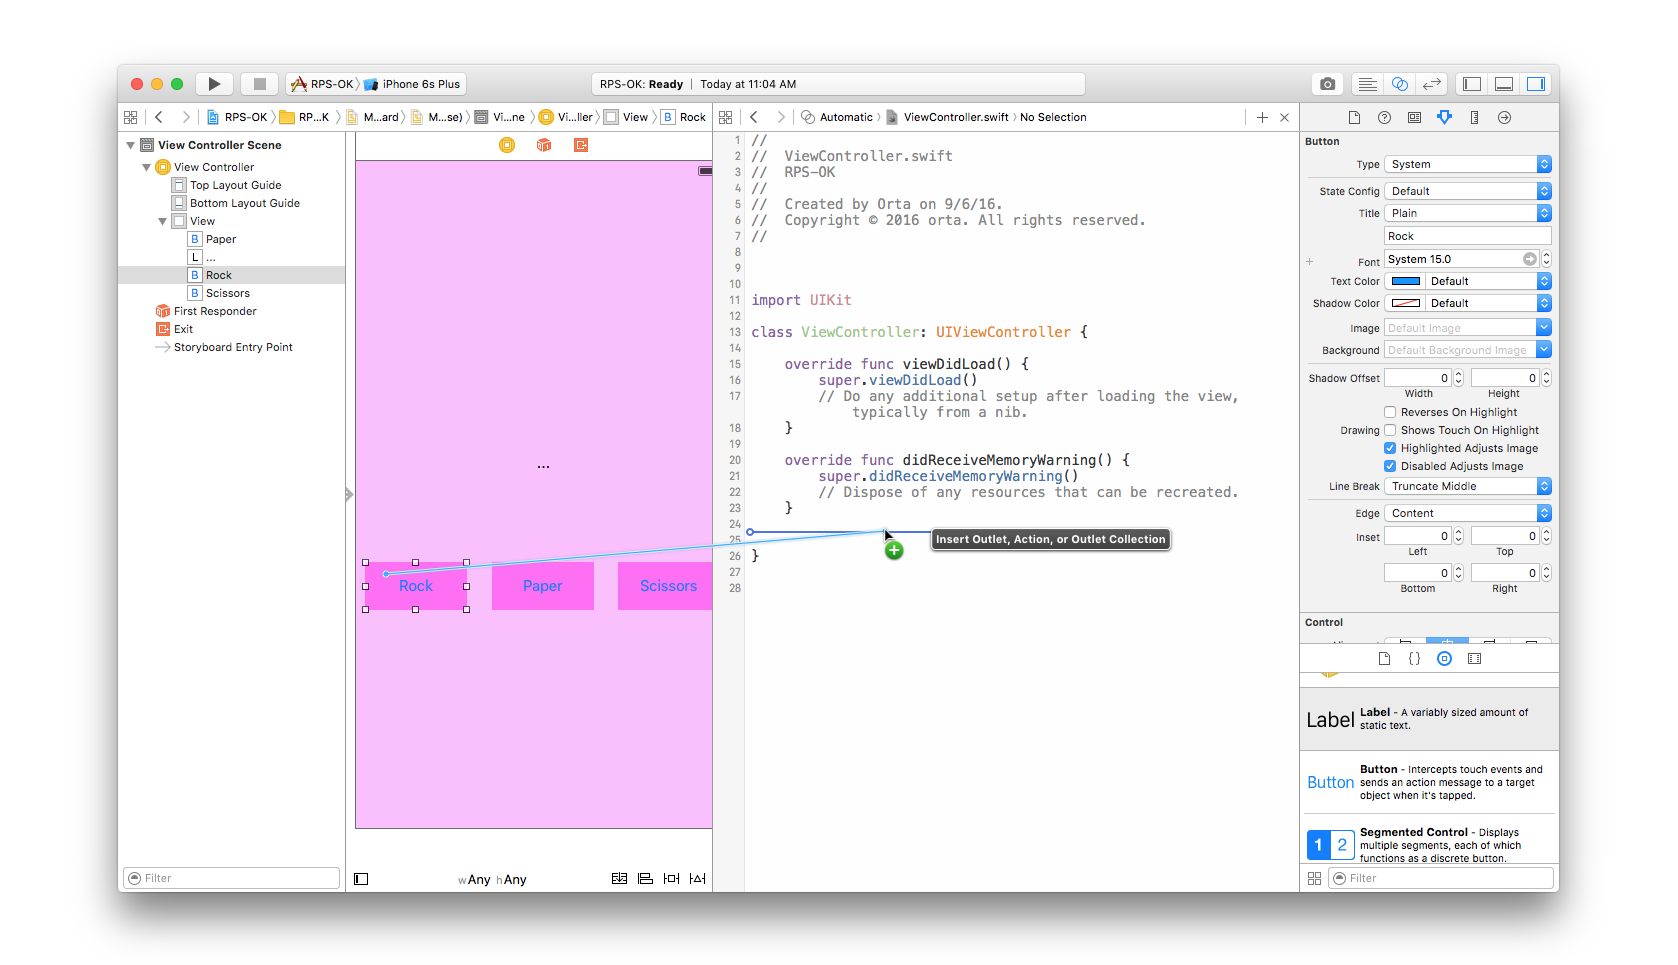 RPS-OK
iPhone 6s Plus
RPS-OK: Ready | Today at 11:04 AM
RPS-OK
RP...K
M...ard
M...se)
Vi...ne
Vi...ller
View
B Rock
Automatic
ViewController.swift
No Selection
View Controller Scene
View Controller
Top Layout Guide
Bottom Layout Guide
View
B Paper
L ...
B Rock
B Scissors
First Responder
Exit
Storyboard Entry Point
Filter
...
Rock
Paper
Scissors
wAny hAny
1 //
2 //  ViewController.swift
3 //  RPS-OK
4 //
5 //  Created by Orta on 9/6/16.
6 //  Copyright © 2016 orta. All rights reserved.
7 //
8
9
10
11 import UIKit
12
13 class ViewController: UIViewController {
14
15     override func viewDidLoad() {
16         super.viewDidLoad()
17         // Do any additional setup after loading the view,
typically from a nib.
18     }
19
20     override func didReceiveMemoryWarning() {
21         super.didReceiveMemoryWarning()
22         // Dispose of any resources that can be recreated.
23     }
24
25
Insert Outlet, Action, or Outlet Collection
26 }
27
28
Button
Type System
State Config Default
Title Plain
Rock
Font System 15.0
Text Color Default
Shadow Color Default
Image Default Image
Background Default Background Image
Shadow Offset 0 0
Width Height
Reverses On Highlight
Drawing Shows Touch On Highlight
Highlighted Adjusts Image
Disabled Adjusts Image
Line Break Truncate Middle
Edge Content
Inset 0 0
Left Top
0 0
Bottom Right
Control
Label
Label - A variably sized amount of
static text.
Button
Button - Intercepts touch events and
sends an action message to a target
object when it's tapped.
1 2
Segmented Control - Displays
multiple segments, each of which
functions as a discrete button.
Filter